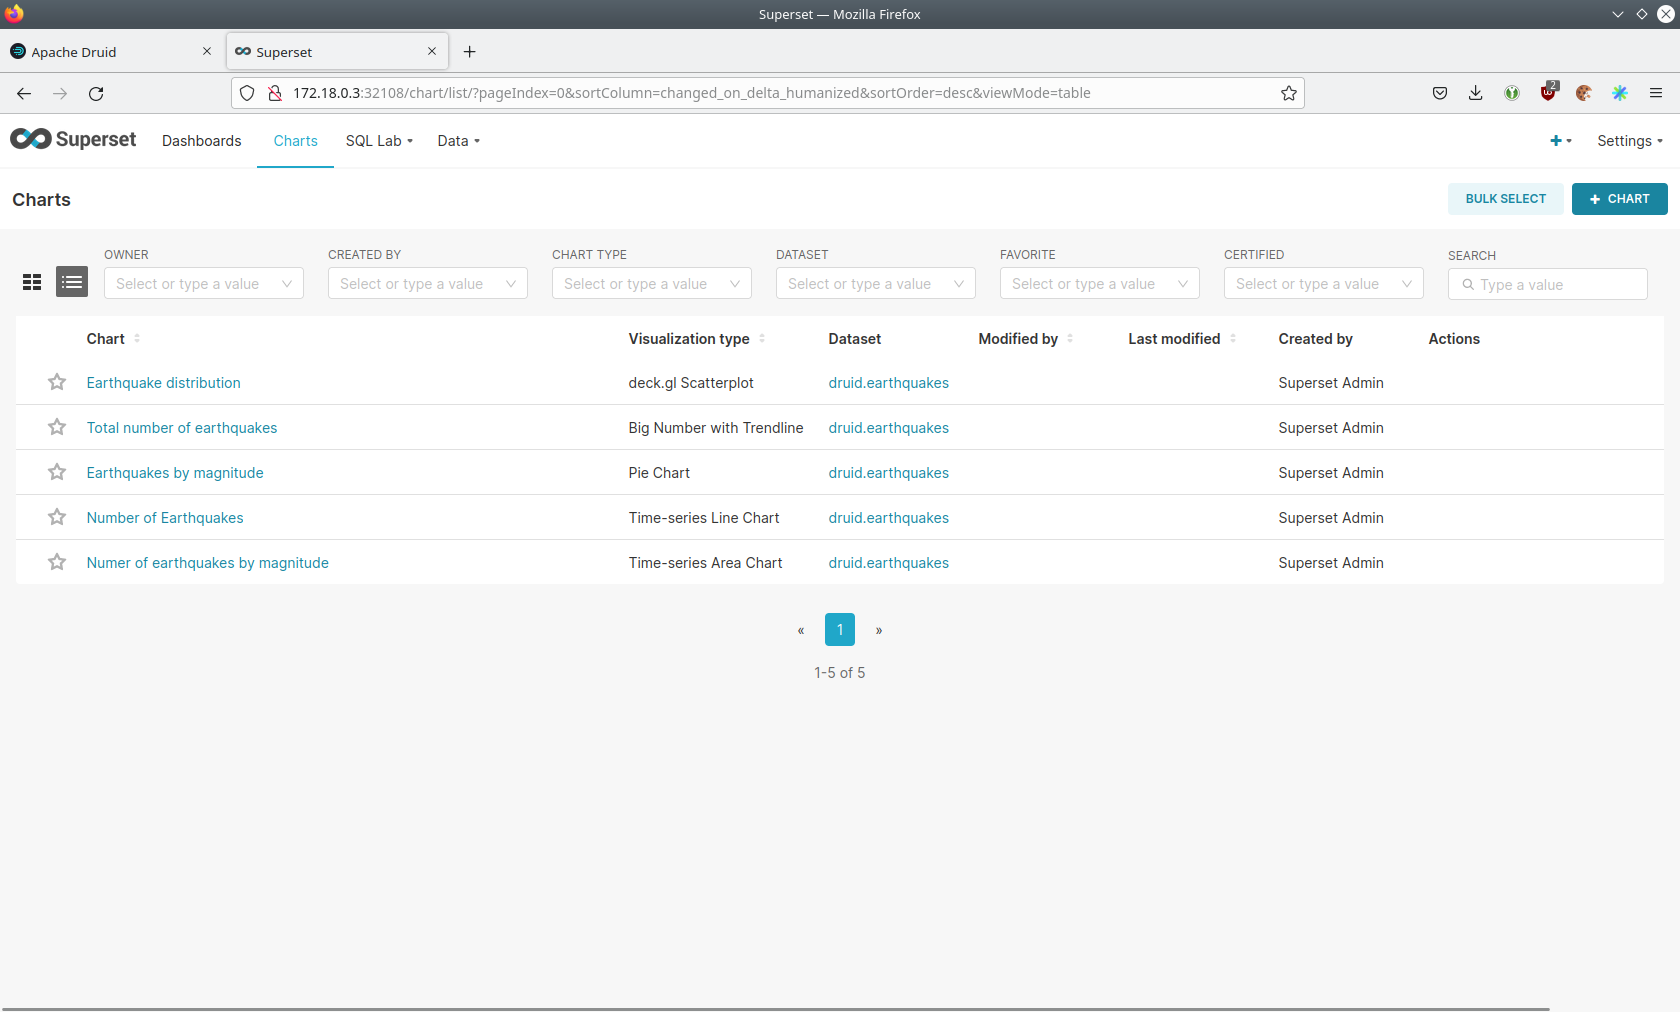 Superset — Mozilla Firefox
Apache Druid
Superset
172.18.0.3:32108/chart/list/?pageIndex=0&sortColumn=changed_on_delta_humanized&sortOrder=desc&viewMode=table
2
Superset Dashboards Charts SQL Lab Data Settings
Charts
BULK SELECT
+ CHART
OWNER CREATED BY CHART TYPE DATASET FAVORITE CERTIFIED SEARCH
Select or type a value Select or type a value Select or type a value Select or type a value Select or type a value Select or type a value Type a value
Chart Visualization type Dataset Modified by Last modified Created by Actions
Earthquake distribution deck.gl Scatterplot druid.earthquakes Superset Admin
Total number of earthquakes Big Number with Trendline druid.earthquakes Superset Admin
Earthquakes by magnitude Pie Chart druid.earthquakes Superset Admin
Number of Earthquakes Time-series Line Chart druid.earthquakes Superset Admin
Numer of earthquakes by magnitude Time-series Area Chart druid.earthquakes Superset Admin
« 1 »
1-5 of 5